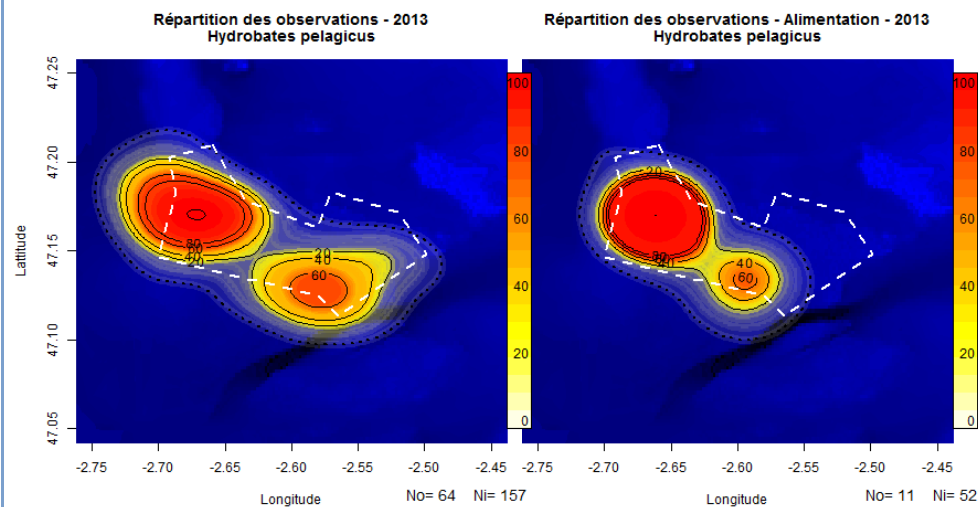 Répartition des observations - 2013
Hydrobates pelagicus
Répartition des observations - Alimentation - 2013
Hydrobates pelagicus
Lattitude
47.25
47.20
47.15
47.10
47.05
20
40
60
80
20
40
60
100
80
60
40
20
0
20
80
40
60
100
80
60
40
20
0
-2.75 -2.70 -2.65 -2.60 -2.55 -2.50 -2.45
-2.75 -2.70 -2.65 -2.60 -2.55 -2.50 -2.45
Longitude
No= 64 Ni= 157
Longitude
No= 11 Ni= 52